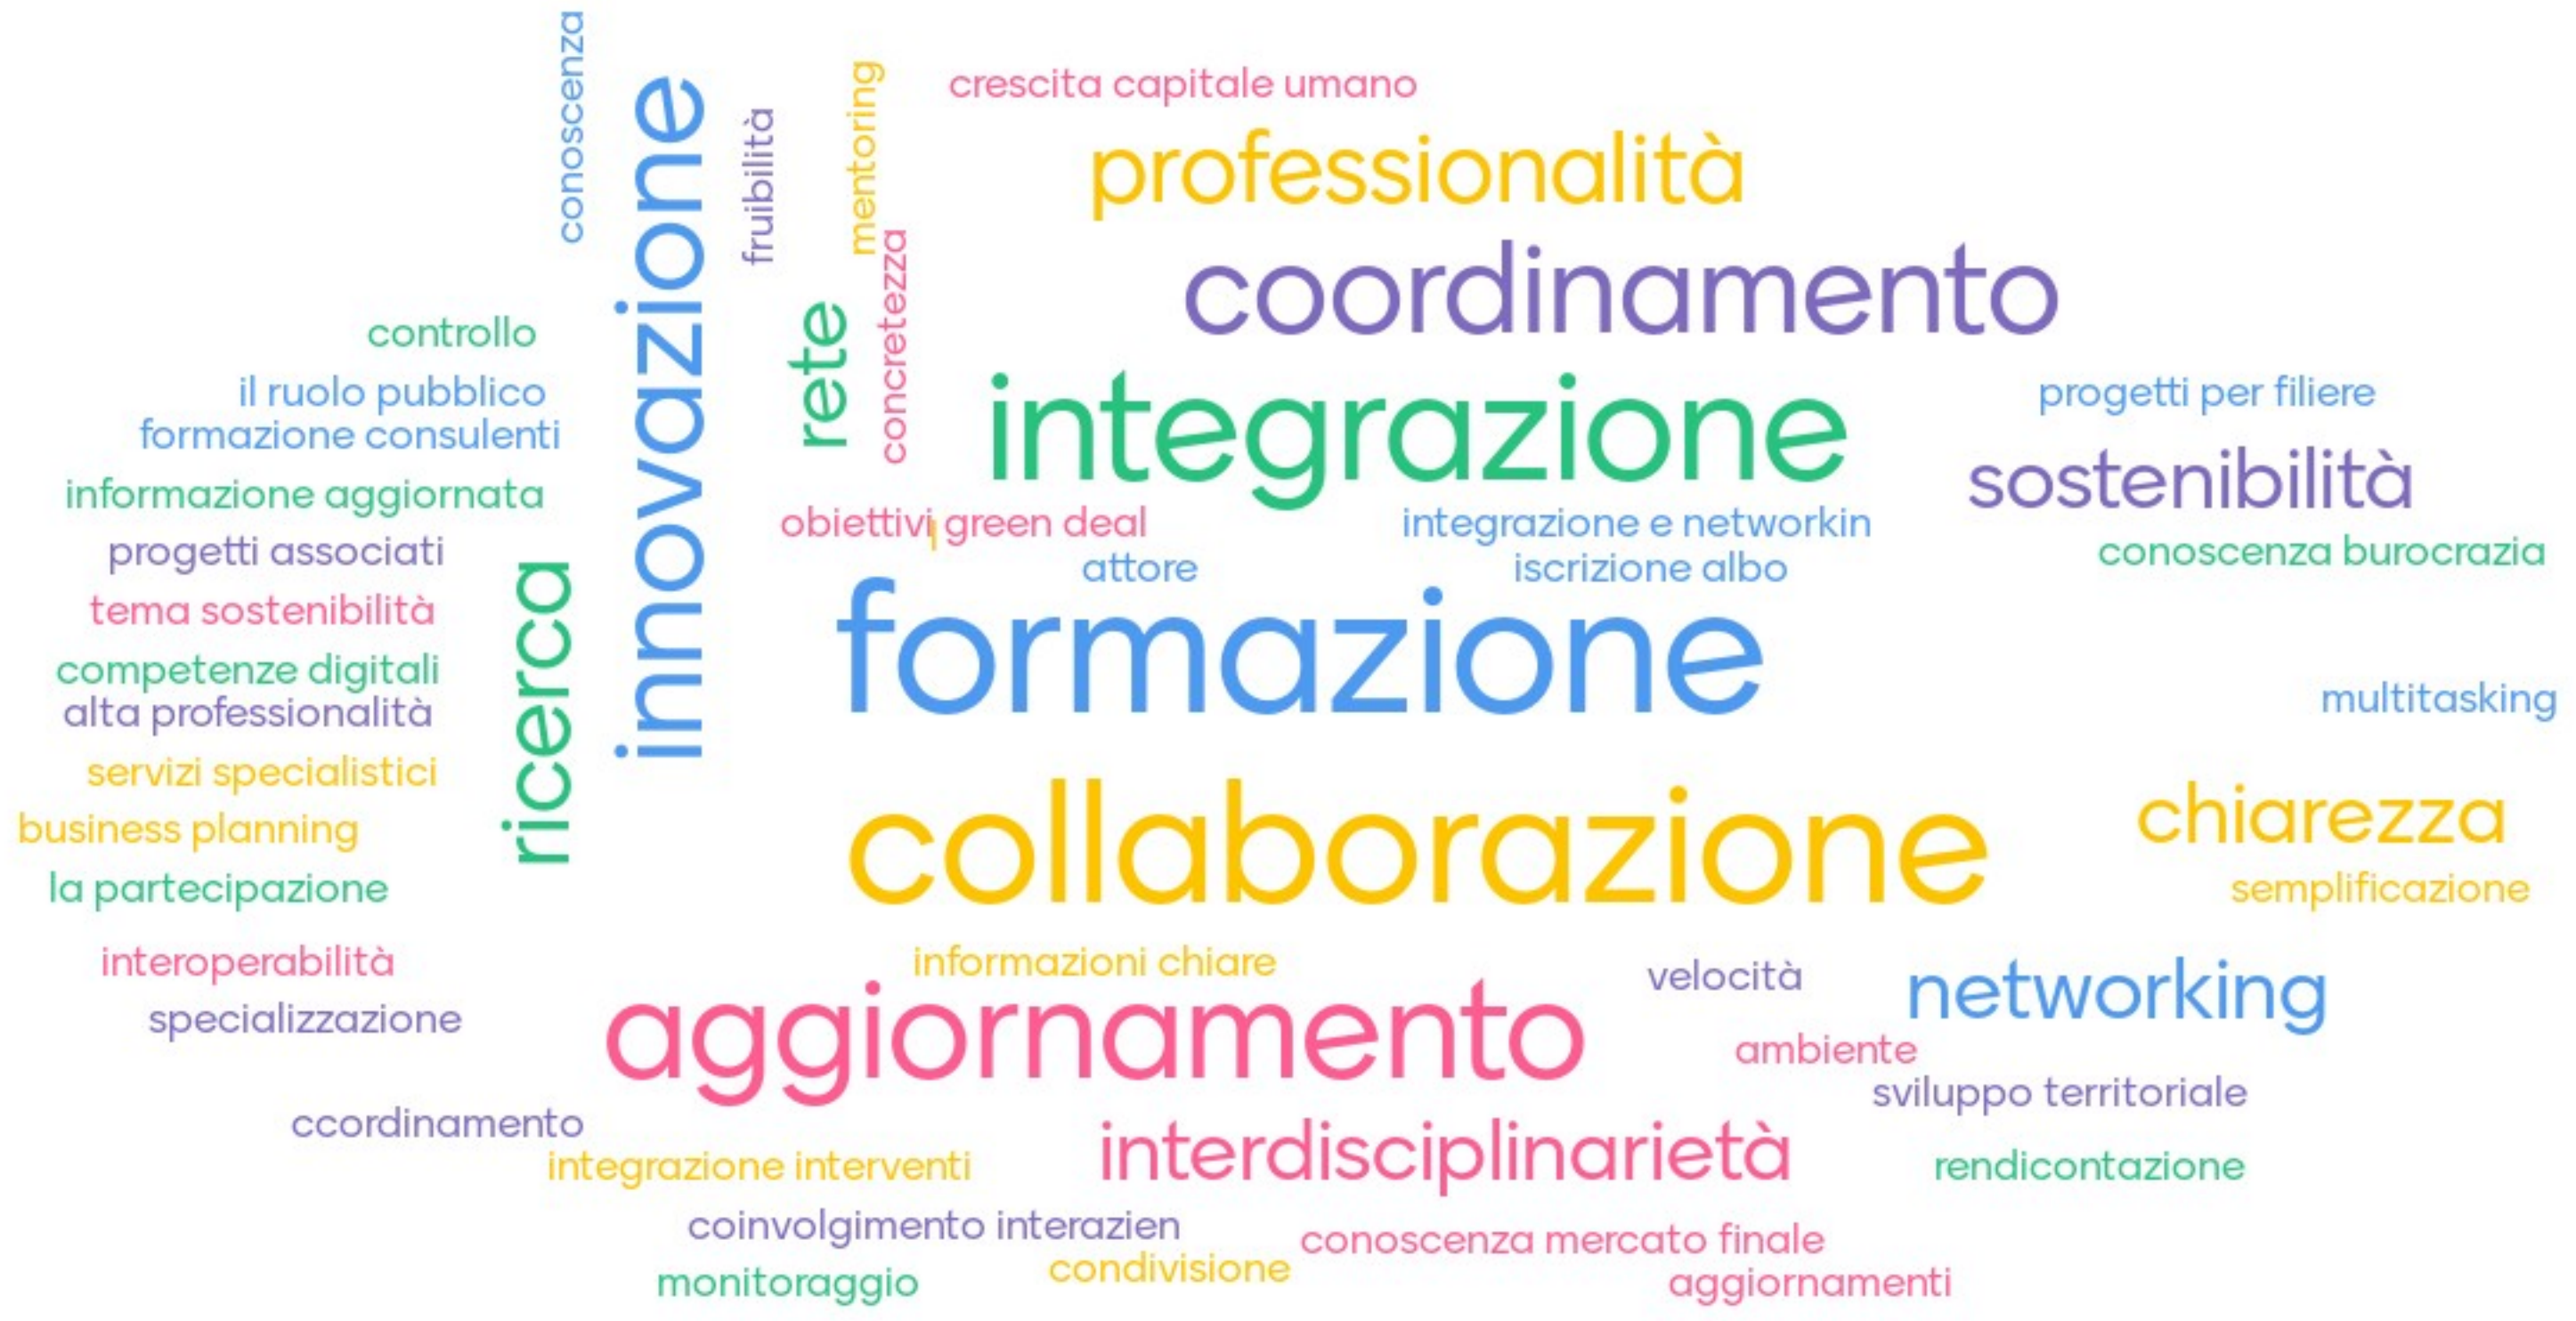 conoscenza
innovazione
fruibilità
mentoring
crescita capitale umano
professionalità
coordinamento
concretezza
rete
controllo
il ruolo pubblico
formazione consulenti
informazione aggiornata
progetti associati
tema sostenibilità
competenze digitali
alta professionalità
servizi specialistici
business planning
la partecipazione
interoperabilità
specializzazione
ricerca
integrazione
progetti per filiere
sostenibilità
obiettivi green deal
l
integrazione e networkin
conoscenza burocrazia
attore
iscrizione albo
formazione
multitasking
collaborazione
chiarezza
semplificazione
informazioni chiare
velocità
networking
aggiornamento
ambiente
sviluppo territoriale
ccordinamento
integrazione interventi
interdisciplinarietà
rendicontazione
coinvolgimento interazien
conoscenza mercato finale
monitoraggio
condivisione
aggiornamenti